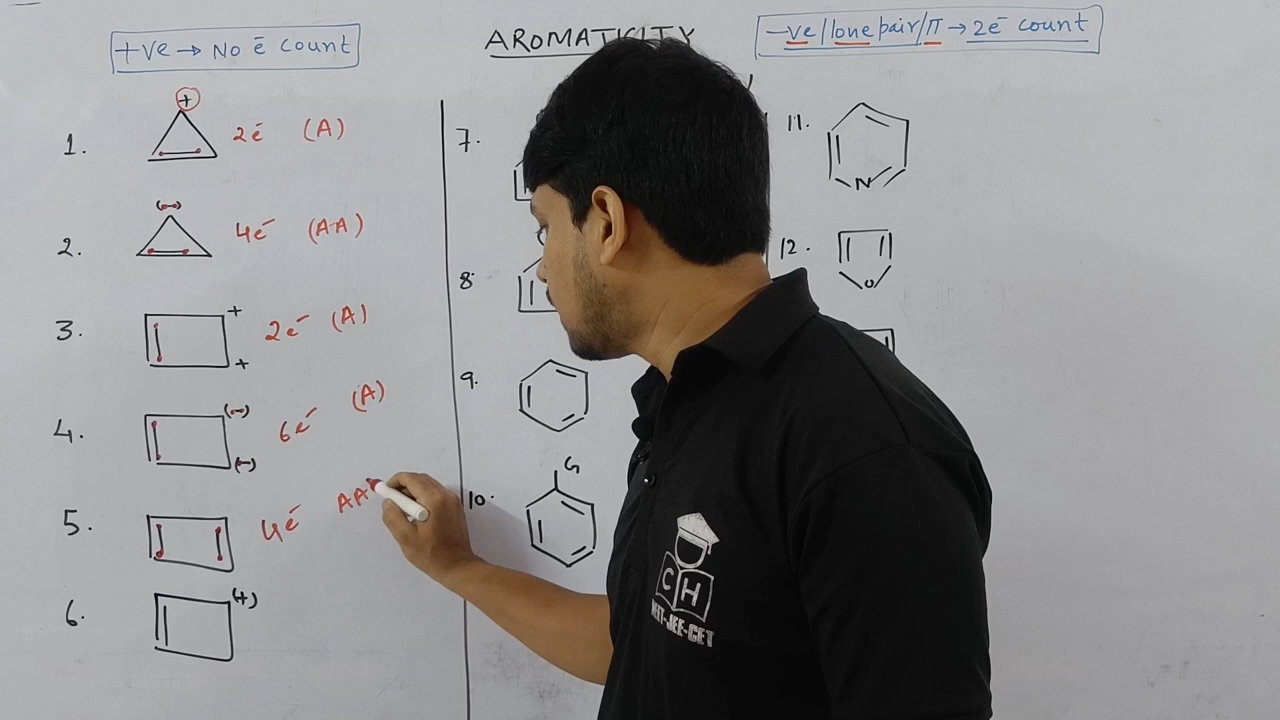 +ve → No ē count
AROMATICITY
-ve/lone pair/π → 2ē count
1. + 2ē (A)
2. (-) 4ē (AA)
3. + + 2ē (A)
4. (-) (-) 6ē (A)
5. 4ē AA
6. (+)
7.
8.
9.
10. G
11. N
12. O
C H
NEET-JEE-CET